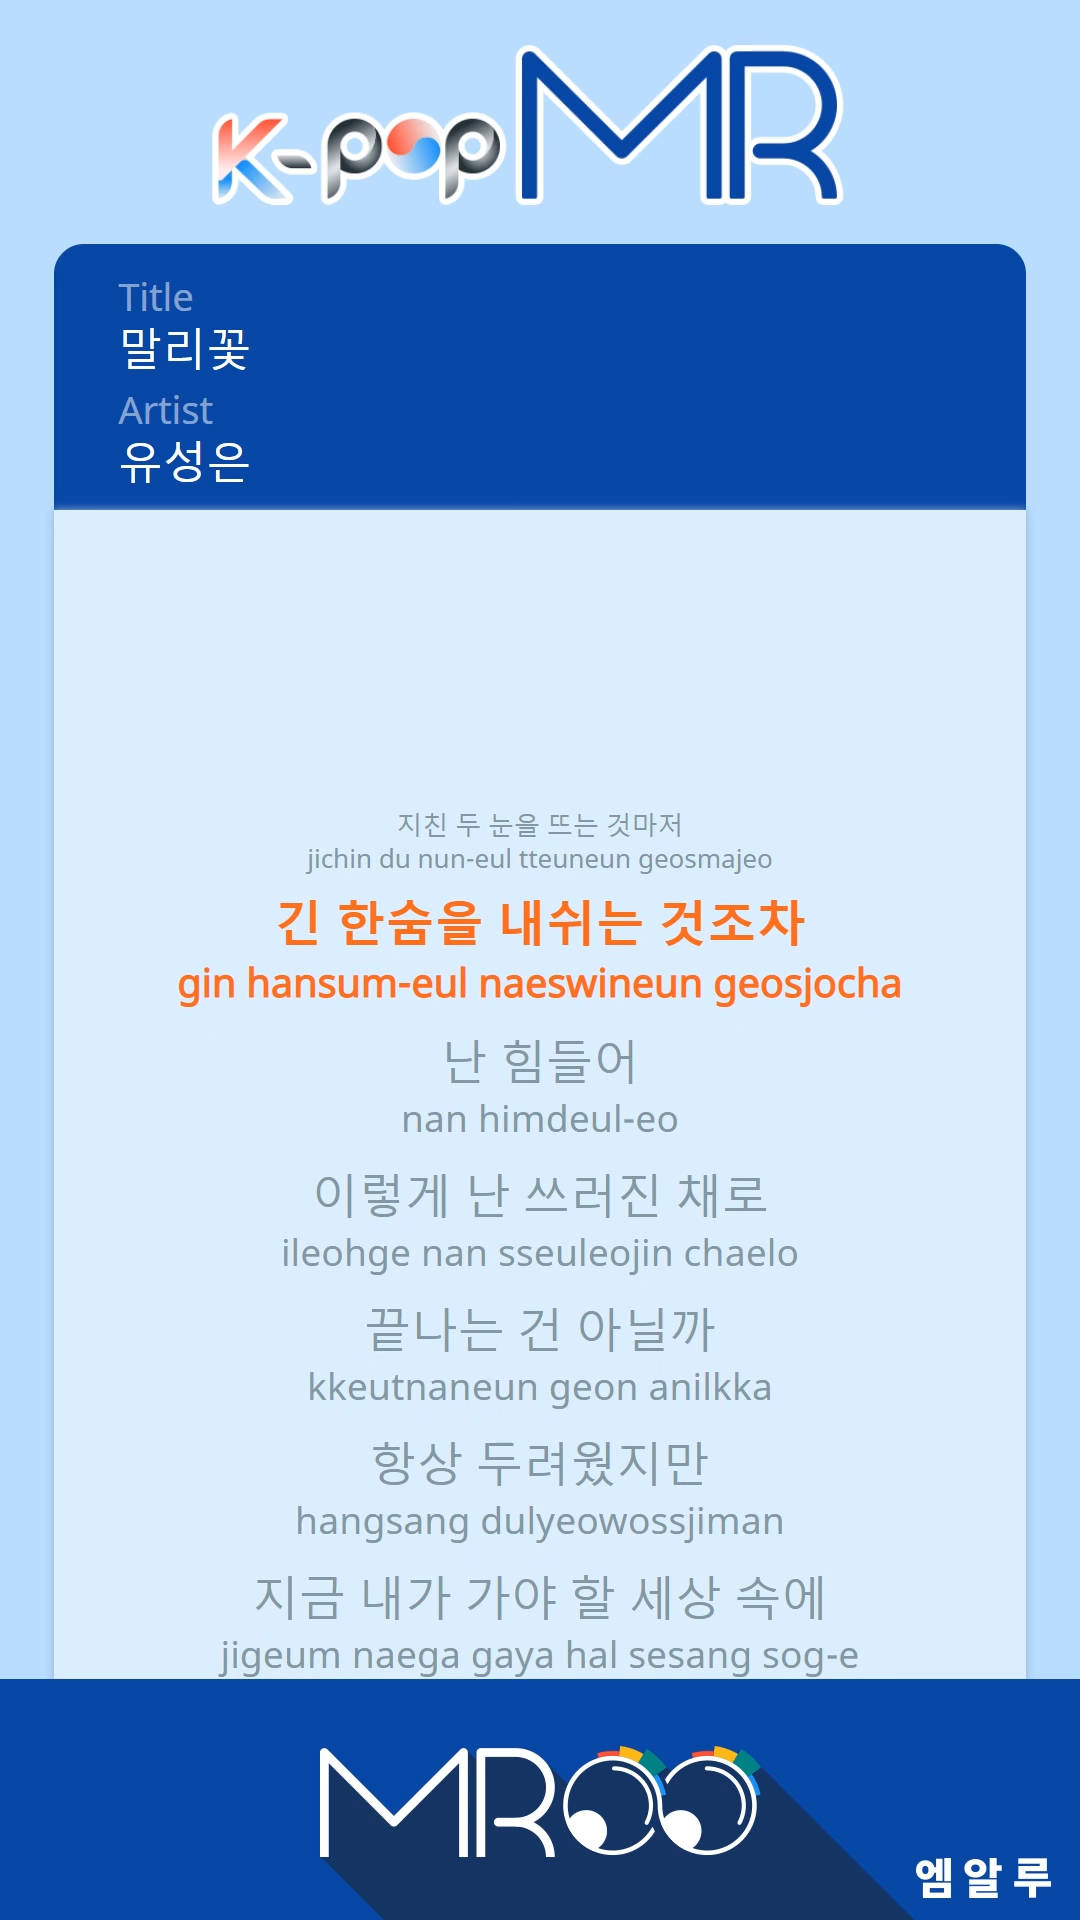 K-pop MR
Title
말리꽃
Artist
유성은
지친 두 눈을 뜨는 것마저
jichin du nun-eul tteuneun geosmajeo
긴 한숨을 내쉬는 것조차
gin hansum-eul naeswineun geosjocha
난 힘들어
nan himdeul-eo
이렇게 난 쓰러진 채로
ileohge nan sseuleojin chaelo
끝나는 건 아닐까
kkeutnaneun geon anilkka
항상 두려웠지만
hangsang dulyeowossjiman
지금 내가 가야 할 세상 속에
jigeum naega gaya hal sesang sog-e
MROO
엠알루